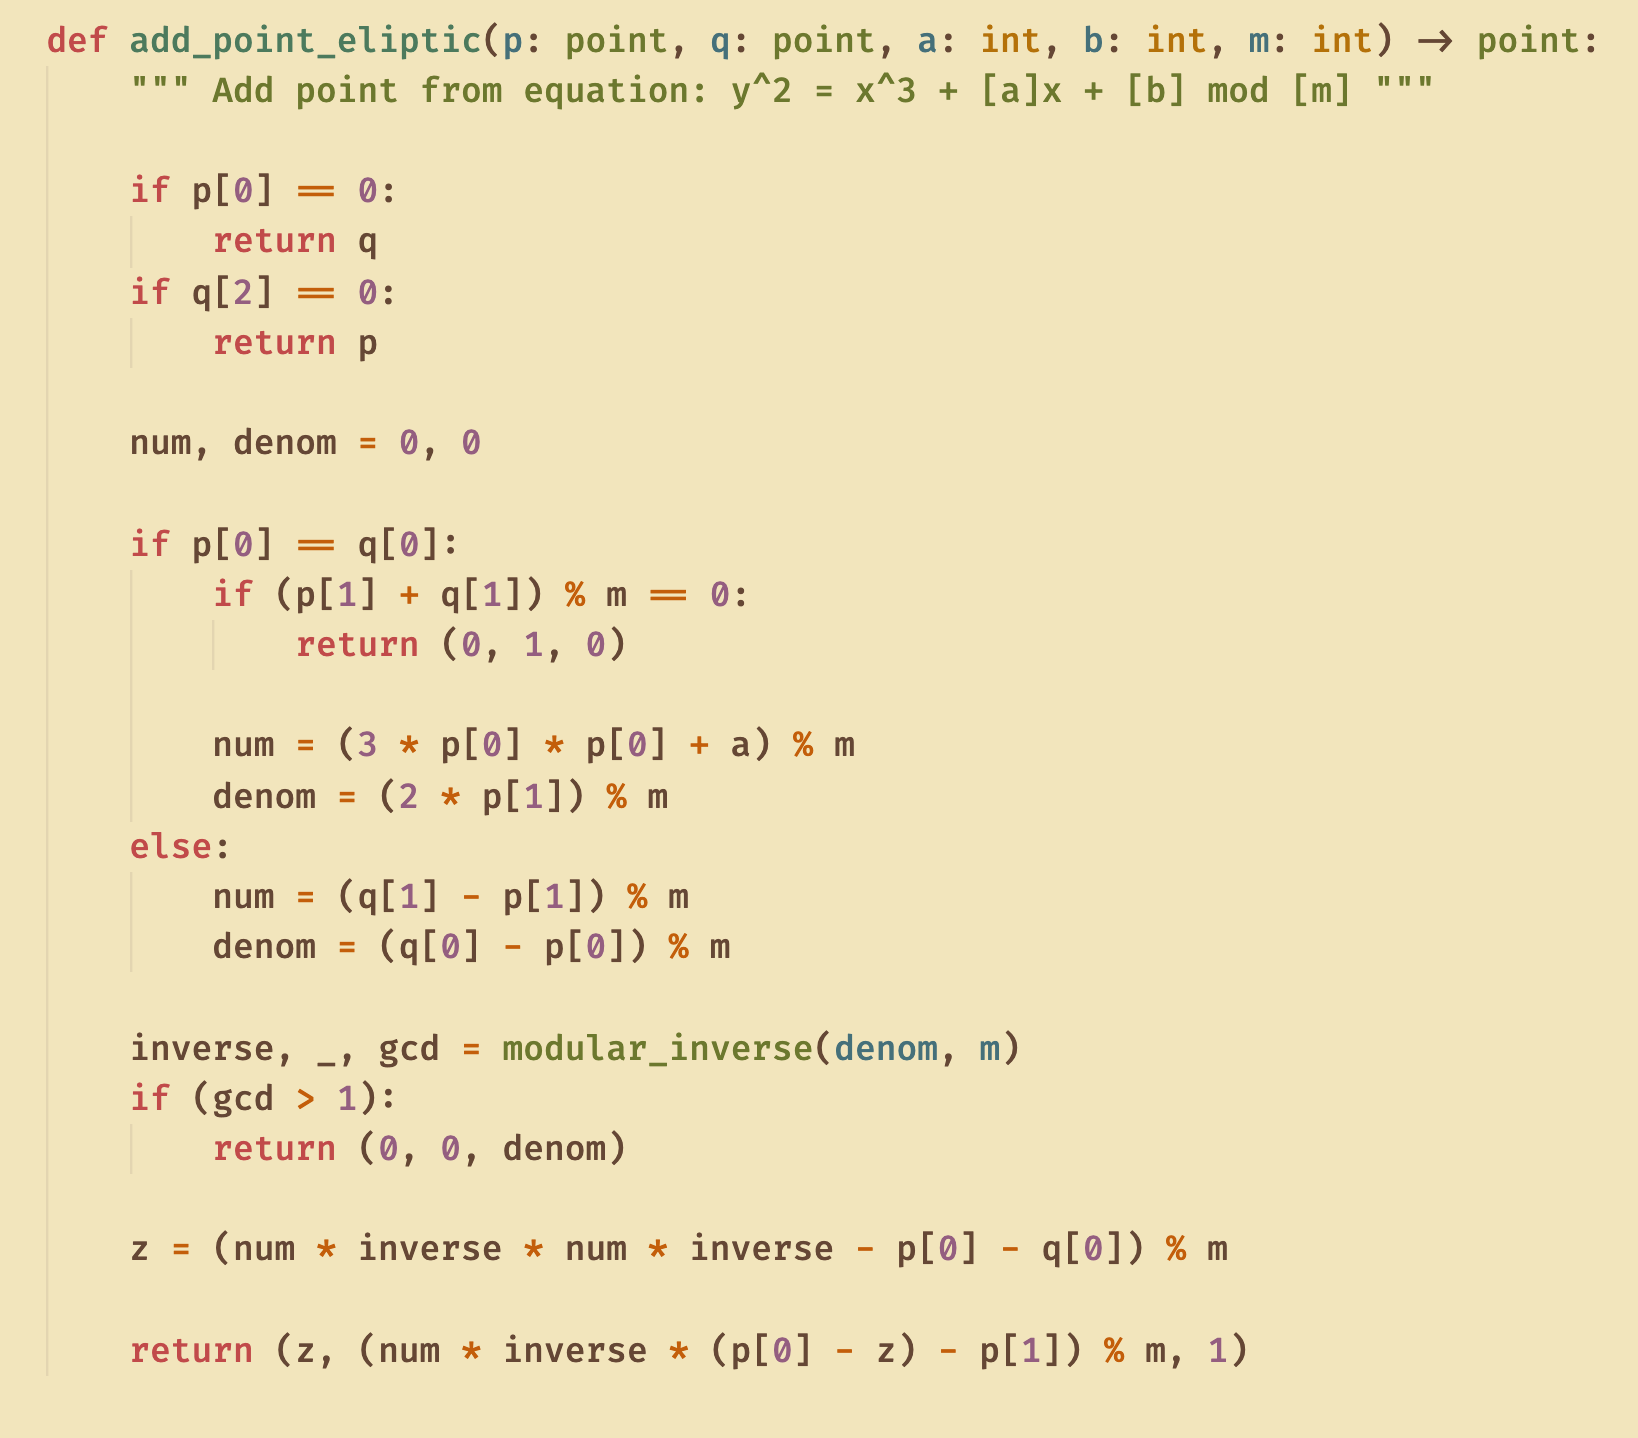 def add_point_eliptic(p: point, q: point, a: int, b: int, m: int) -> point:
    """ Add point from equation: y^2 = x^3 + [a]x + [b] mod [m] """

    if p[0] == 0:
        return q
    if q[2] == 0:
        return p

    num, denom = 0, 0

    if p[0] == q[0]:
        if (p[1] + q[1]) % m == 0:
            return (0, 1, 0)

        num = (3 * p[0] * p[0] + a) % m
        denom = (2 * p[1]) % m
    else:
        num = (q[1] - p[1]) % m
        denom = (q[0] - p[0]) % m

    inverse, _, gcd = modular_inverse(denom, m)
    if (gcd > 1):
        return (0, 0, denom)

    z = (num * inverse * num * inverse - p[0] - q[0]) % m

    return (z, (num * inverse * (p[0] - z) - p[1]) % m, 1)